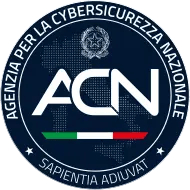 AGENZIA PER LA CYBERSICUREZZA NAZIONALE
ACN
SAPIENTIA ADIUVAT